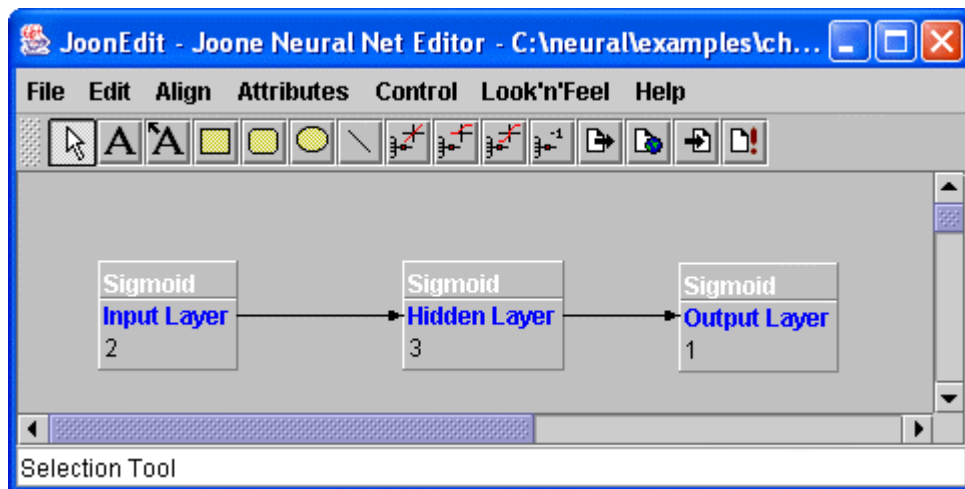 JoonEdit - Joone Neural Net Editor - C:\neural\examples\ch...
File Edit Align Attributes Control Look'n'Feel Help
A A -1
Sigmoid Sigmoid Sigmoid
Input Layer Hidden Layer Output Layer
2 3 1
Selection Tool